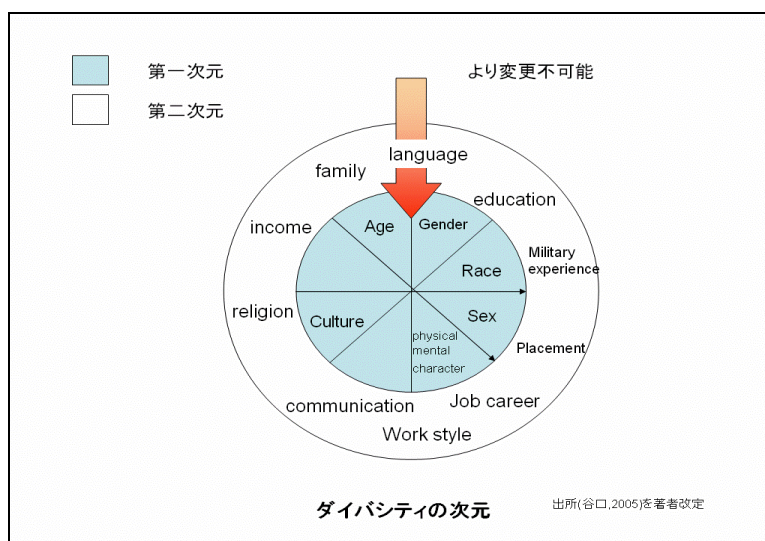 第一次元
より変更不可能
第二次元
language
family
education
income
Age
Gender
Military
experience
Race
religion
Culture
Sex
physical
mental
character
Placement
communication
Job career
Work style
ダイバシティの次元
出所(谷口,2005)を著者改定